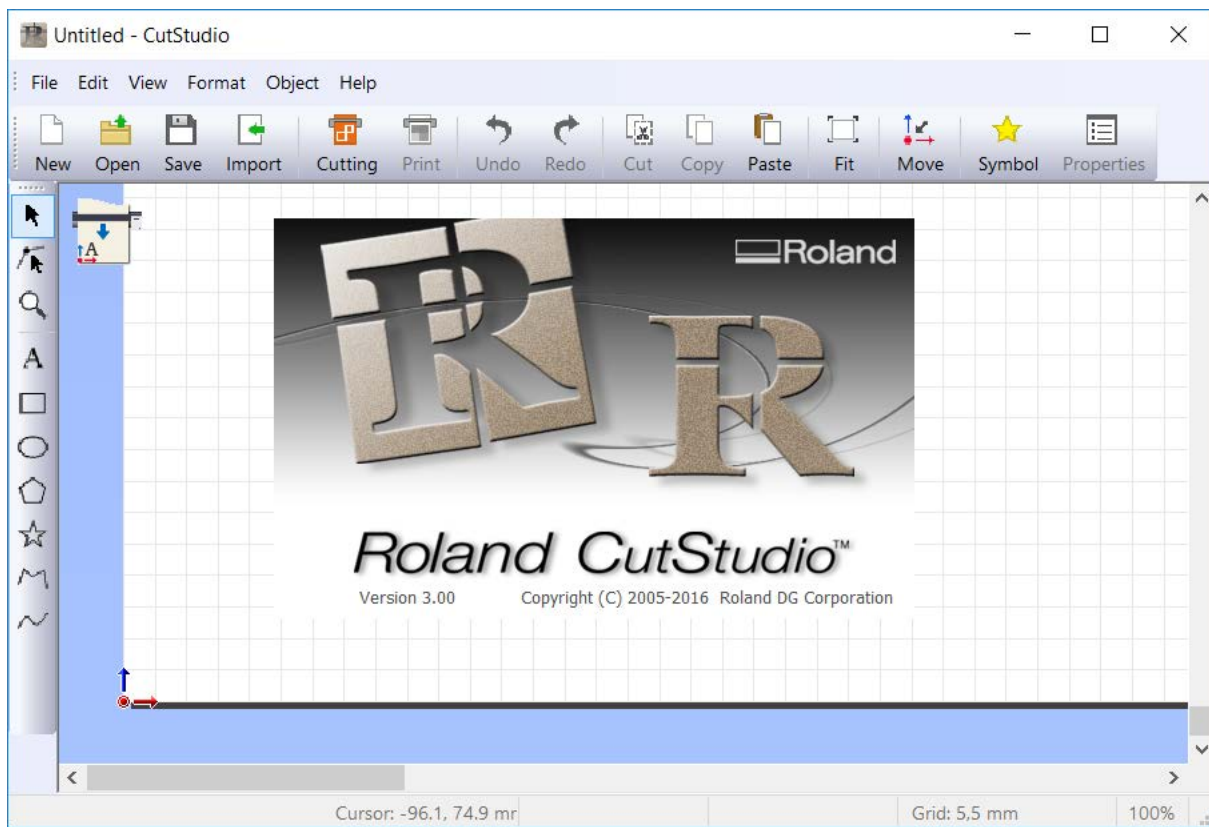 Untitled - CutStudio
File Edit View Format Object Help
New Open Save Import Cutting Print Undo Redo Cut Copy Paste Fit Move Symbol Properties
A
A
R
Roland
R
Roland CutStudio™
Version 3.00 Copyright (C) 2005-2016 Roland DG Corporation
Cursor: -96.1, 74.9 mr Grid: 5,5 mm 100%